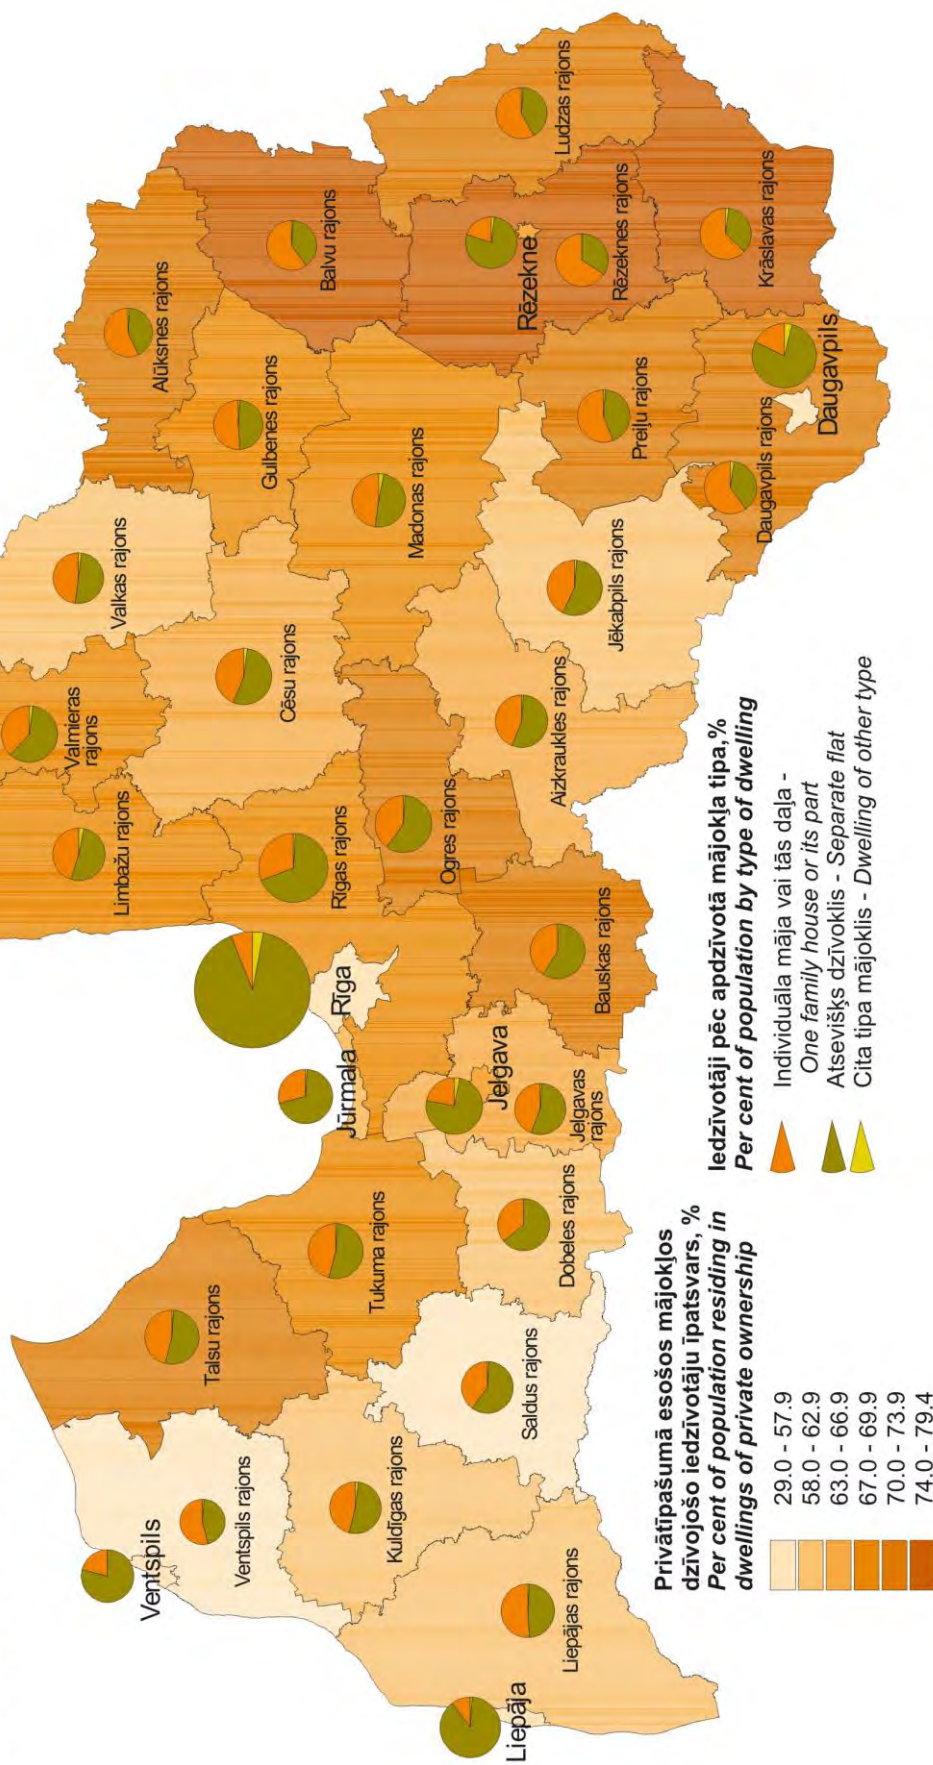 Limbažu rajons
Valmieras
rajons
Valkas rajons
Alūksnes rajons
Rīgas rajons
Cēsu rajons
Gulbenes rajons
Balvu rajons
Ventspils
Talsu rajons
Jūrmala
Rīga
Ogres rajons
Madonas rajons
Ventspils rajons
Tukuma rajons
Rēzekne
Ludzas rajons
Kuldīgas rajons
Jelgava
Aizkraukles rajons
Rēzeknes rajons
Liepāja
Liepājas rajons
Saldus rajons
Dobeles rajons
Jelgavas
rajons
Bauskas rajons
Jēkabpils rajons
Preiļu rajons
Krāslavas rajons
Daugavpils rajons
Daugavpils
Privātīpašumā esošos mājokļos
dzīvojošo iedzīvotāju īpatsvars, %
Per cent of population residing in
dwellings of private ownership
29.0 - 57.9
58.0 - 62.9
63.0 - 66.9
67.0 - 69.9
70.0 - 73.9
74.0 - 79.4
Iedzīvotāji pēc apdzīvotā mājokļa tipa,%
Per cent of population by type of dwelling
Individuāla māja vai tās daļa -
One family house or its part
Atsevišķs dzīvoklis - Separate flat
Cita tipa mājoklis - Dwelling of other type